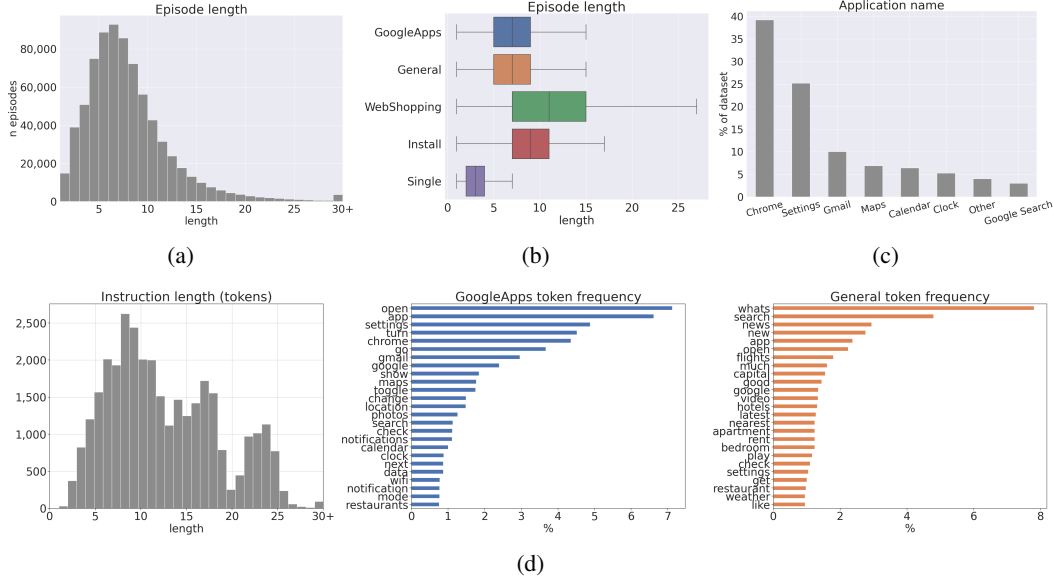 Episode length
n episodes
80,000
60,000
40,000
20,000
0
5
10
15
20
25
30+
length
(a)
Episode length
GoogleApps
General
WebShopping
Install
Single
0
5
10
15
20
25
length
(b)
Application name
% of dataset
40
35
30
25
20
15
10
5
0
Chrome
Settings
Gmail
Maps
Calendar
Clock
Other
Google Search
(c)
Instruction length (tokens)
2,500
2,000
1,500
1,000
500
0
0
5
10
15
20
25
30+
length
GoogleApps token frequency
open
app
settings
turn
chrome
go
gmail
google
show
maps
toggle
change
location
photos
search
check
notifications
calendar
clock
next
data
wifi
notification
mode
restaurants
0
1
2
3
4
5
6
7
%
General token frequency
whats
search
news
new
app
open
flights
much
capital
good
google
video
hotels
latest
nearest
apartment
rent
bedroom
play
check
settings
get
restaurant
weather
like
0
2
4
6
8
%
(d)